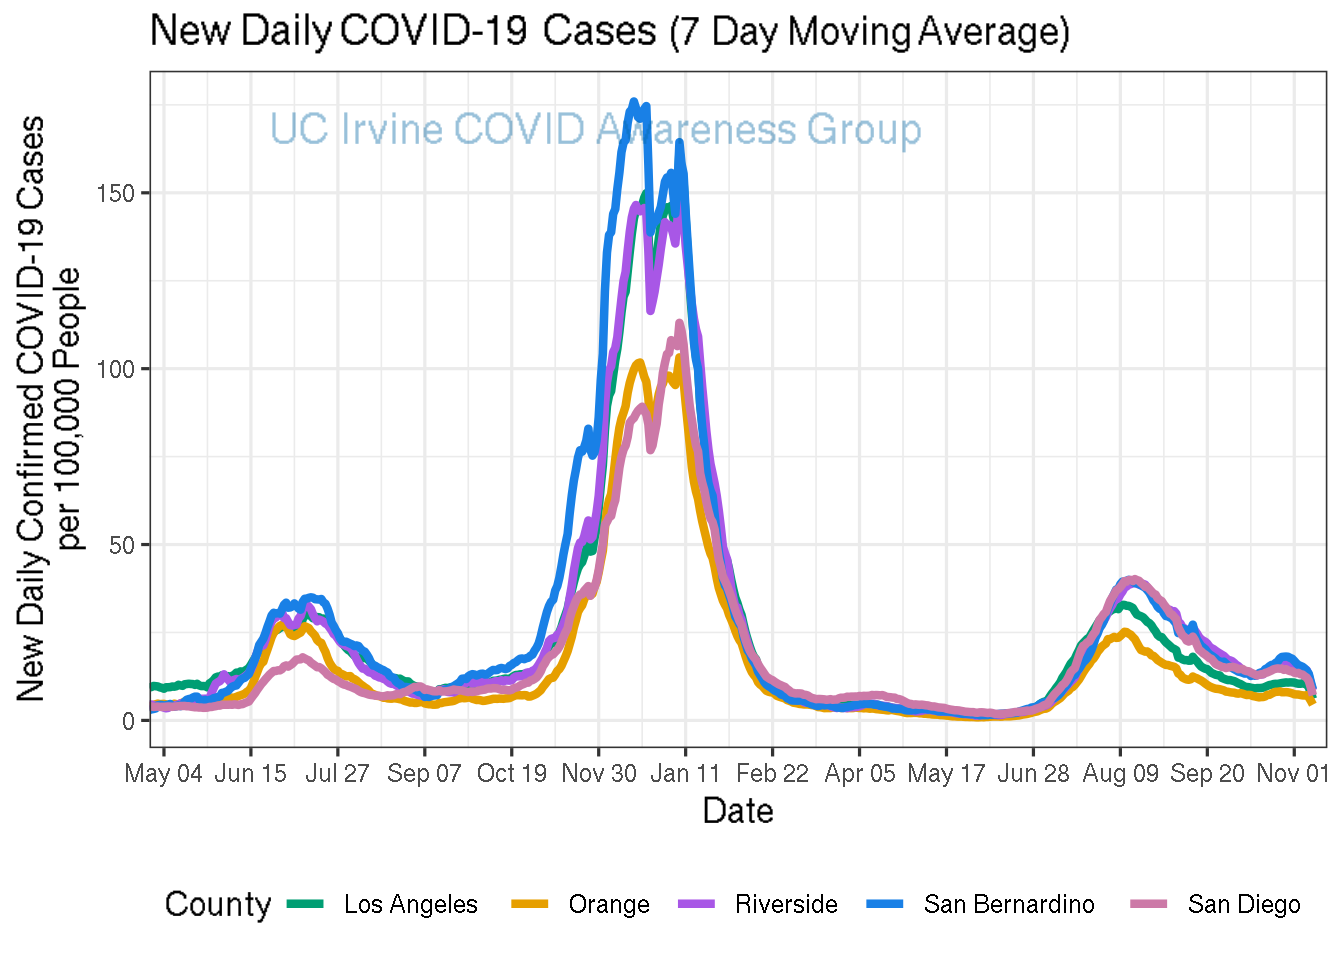 New Daily COVID-19 Cases (7 Day Moving Average)
UC Irvine COVID Awareness Group
New Daily Confirmed COVID-19 Cases
per 100,000 People
150
100
50
0
May 04 Jun 15 Jul 27 Sep 07 Oct 19 Nov 30 Jan 11 Feb 22 Apr 05 May 17 Jun 28 Aug 09 Sep 20 Nov 01
Date
County Los Angeles Orange Riverside San Bernardino San Diego